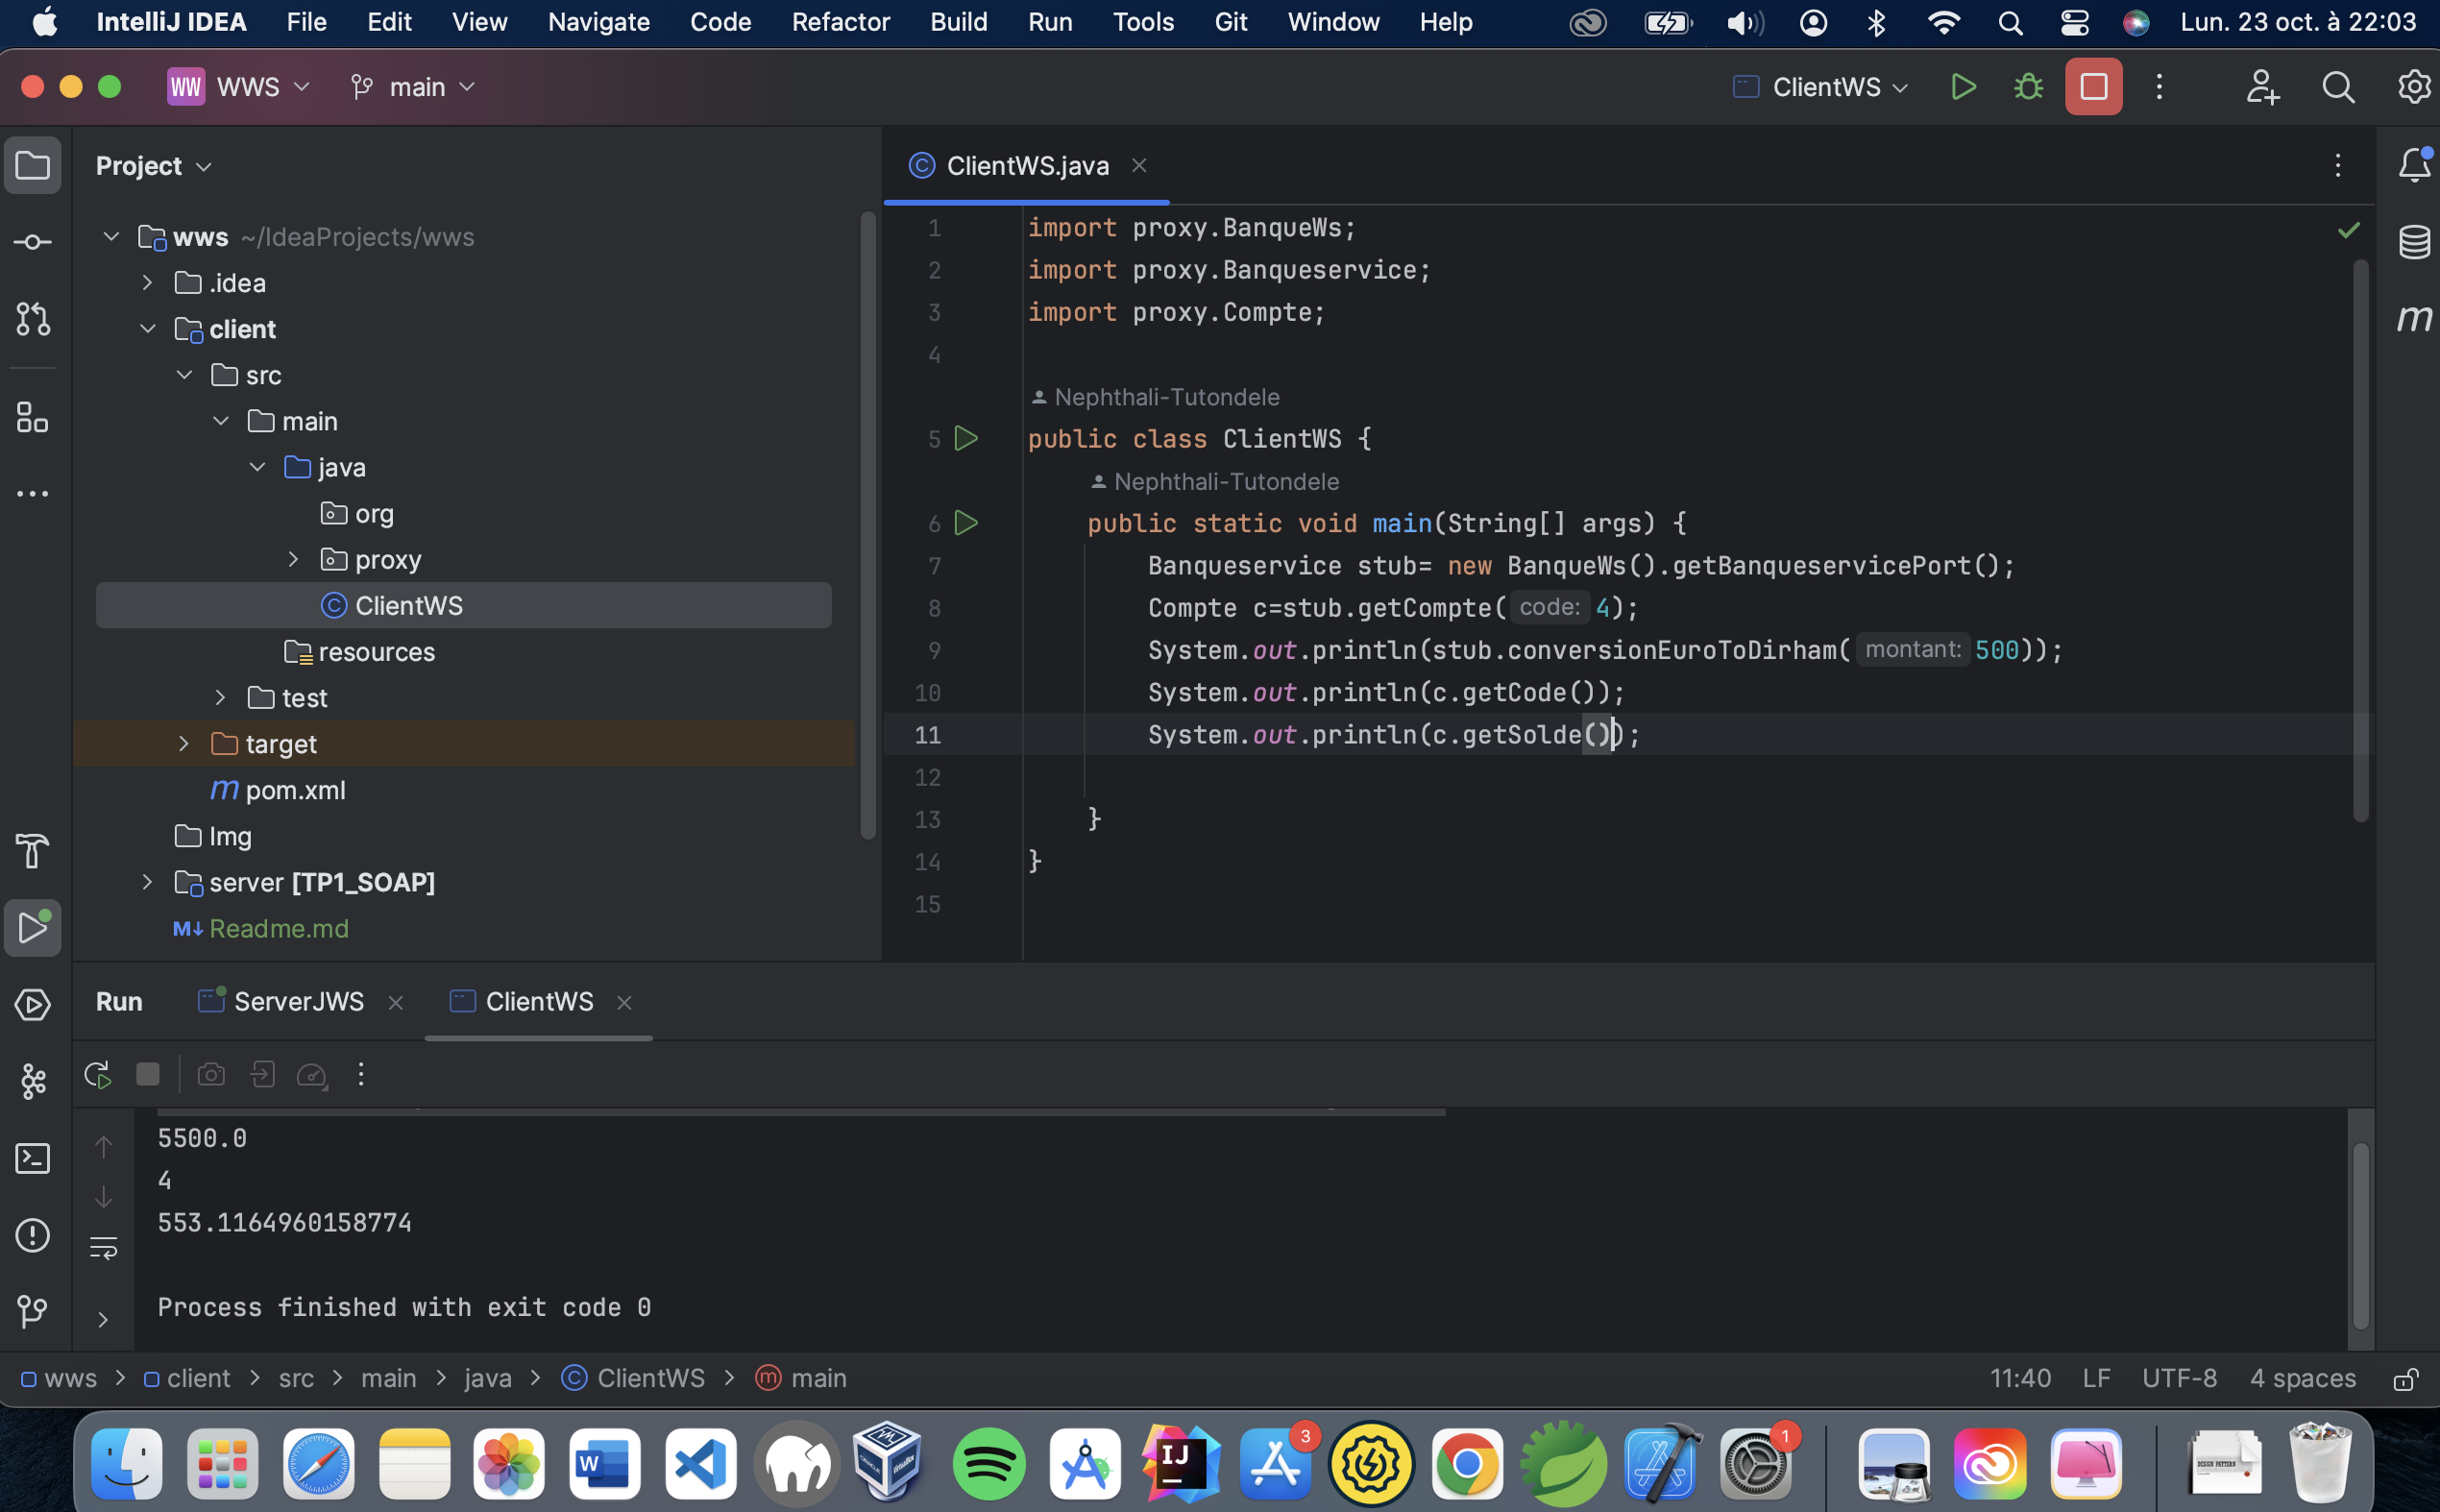 IntelliJ IDEA File Edit View Navigate Code Refactor Build Run Tools Git Window Help Lun. 23 oct. à 22:03
WW WWS main ClientWS
Project
ClientWS.java
wws ~/IdeaProjects/wws
.idea
client
src
main
java
org
proxy
ClientWS
resources
test
target
m pom.xml
Img
server [TP1_SOAP]
M↓ Readme.md
1 import proxy.BanqueWs;
2 import proxy.Banqueservice;
3 import proxy.Compte;
4
Nephthali-Tutondele
5 public class ClientWS {
Nephthali-Tutondele
6 public static void main(String[] args) {
7 Banqueservice stub= new BanqueWs().getBanqueservicePort();
8 Compte c=stub.getCompte( code: 4);
9 System.out.println(stub.conversionEuroToDirham( montant: 500));
10 System.out.println(c.getCode());
11 System.out.println(c.getSolde());
12
13 }
14 }
15
m
Run ServerJWS ClientWS
5500.0
4
553.1164960158774
Process finished with exit code 0
wws > client > src > main > java > ClientWS > main 11:40 LF UTF-8 4 spaces
W IJ 3 1
DESIGN PATTERN